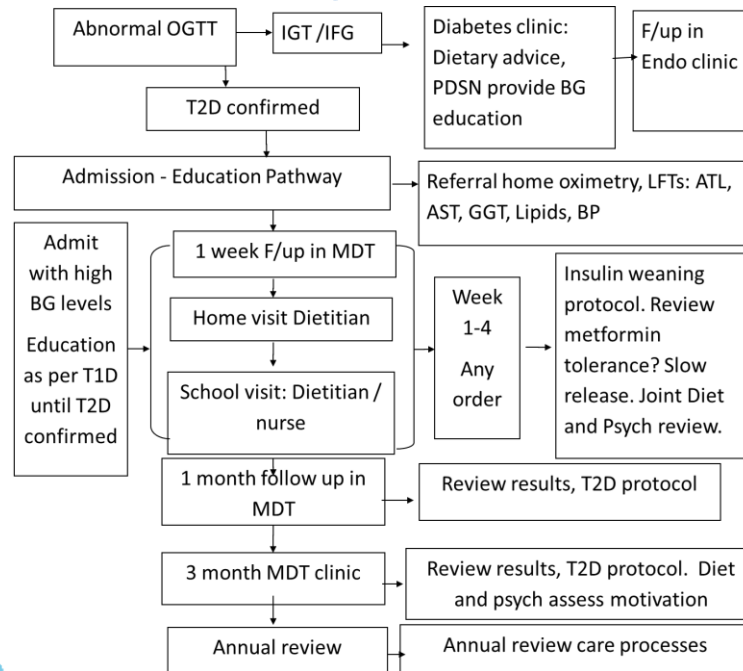 Abnormal OGTT
IGT /IFG
Diabetes clinic:
Dietary advice,
PDSN provide BG
education
F/up in
Endo clinic
T2D confirmed
Admission - Education Pathway
Referral home oximetry, LFTs: ATL,
AST, GGT, Lipids, BP
Admit
with high
BG levels
Education
as per T1D
until T2D
confirmed
1 week F/up in MDT
Home visit Dietitian
School visit: Dietitian /
nurse
Week
1-4
Any
order
Insulin weaning
protocol. Review
metformin
tolerance? Slow
release. Joint Diet
and Psych review.
1 month follow up in
MDT
Review results, T2D protocol
3 month MDT clinic
Review results, T2D protocol. Diet
and psych assess motivation
Annual review
Annual review care processes